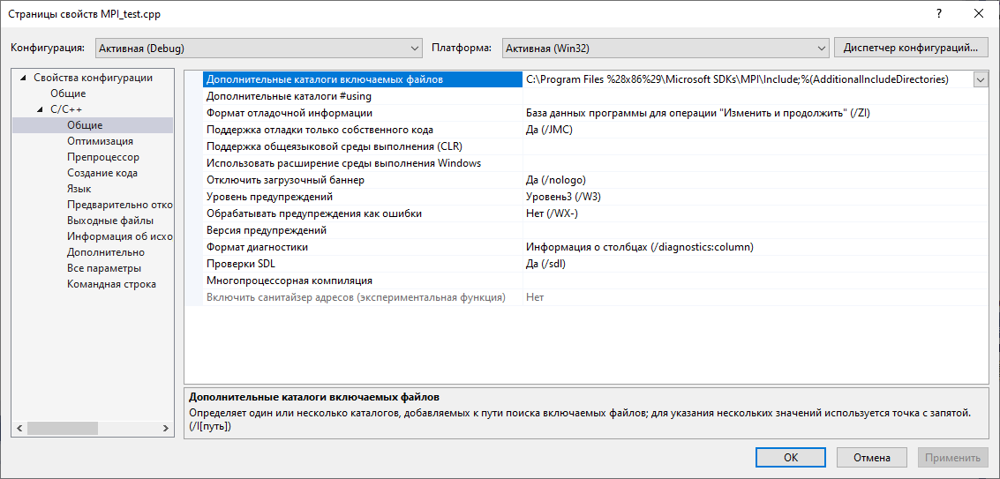 Страницы свойств MPI_test.cpp
Конфигурация: Активная (Debug) Платформа: Активная (Win32) Диспетчер конфигураций...
Свойства конфигурации
Общие
C/C++
Общие
Оптимизация
Препроцессор
Создание кода
Язык
Предварительно отко
Выходные файлы
Информация об исхо
Дополнительно
Все параметры
Командная строка
Дополнительные каталоги включаемых файлов C:\Program Files %28x86%29\Microsoft SDKs\MPI\Include;%(AdditionalIncludeDirectories)
Дополнительные каталоги #using
Формат отладочной информации База данных программы для операции "Изменить и продолжить" (/ZI)
Поддержка отладки только собственного кода Да (/JMC)
Поддержка общеязыковой среды выполнения (CLR)
Использовать расширение среды выполнения Windows
Отключить загрузочный баннер Да (/nologo)
Уровень предупреждений Уровень3 (/W3)
Обрабатывать предупреждения как ошибки Нет (/WX-)
Версия предупреждений
Формат диагностики Информация о столбцах (/diagnostics:column)
Проверки SDL Да (/sdl)
Многопроцессорная компиляция
Включить санитайзер адресов (экспериментальная функция) Нет
Дополнительные каталоги включаемых файлов
Определяет один или несколько каталогов, добавляемых к пути поиска включаемых файлов; для указания нескольких значений используется точка с запятой.
(/I[путь])
OK Отмена Применить